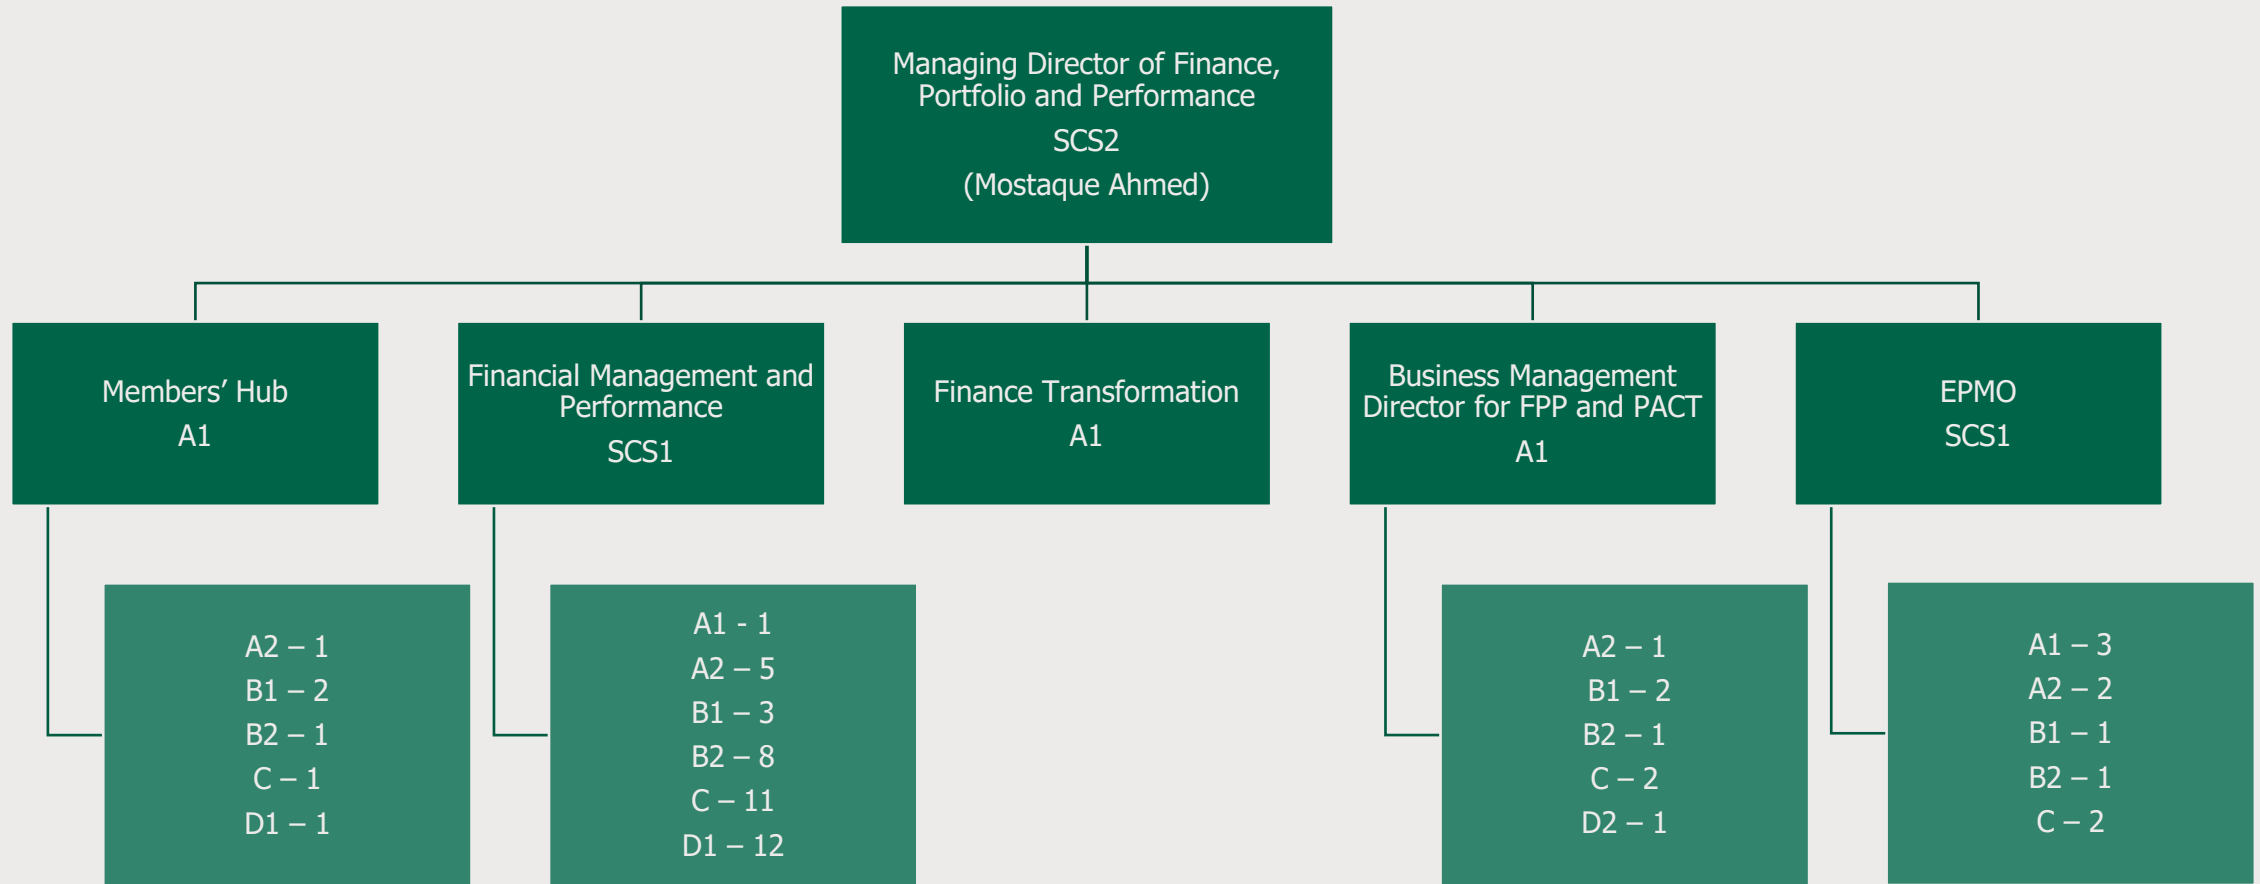 Managing Director of Finance,
Portfolio and Performance
SCS2
(Mostaque Ahmed)
Members’ Hub
A1
Financial Management and
Performance
SCS1
Finance Transformation
A1
Business Management
Director for FPP and PACT
A1
EPMO
SCS1
A2 – 1
B1 – 2
B2 – 1
C – 1
D1 – 1
A1 - 1
A2 – 5
B1 – 3
B2 – 8
C – 11
D1 – 12
A2 – 1
B1 – 2
B2 – 1
C – 2
D2 – 1
A1 – 3
A2 – 2
B1 – 1
B2 – 1
C – 2